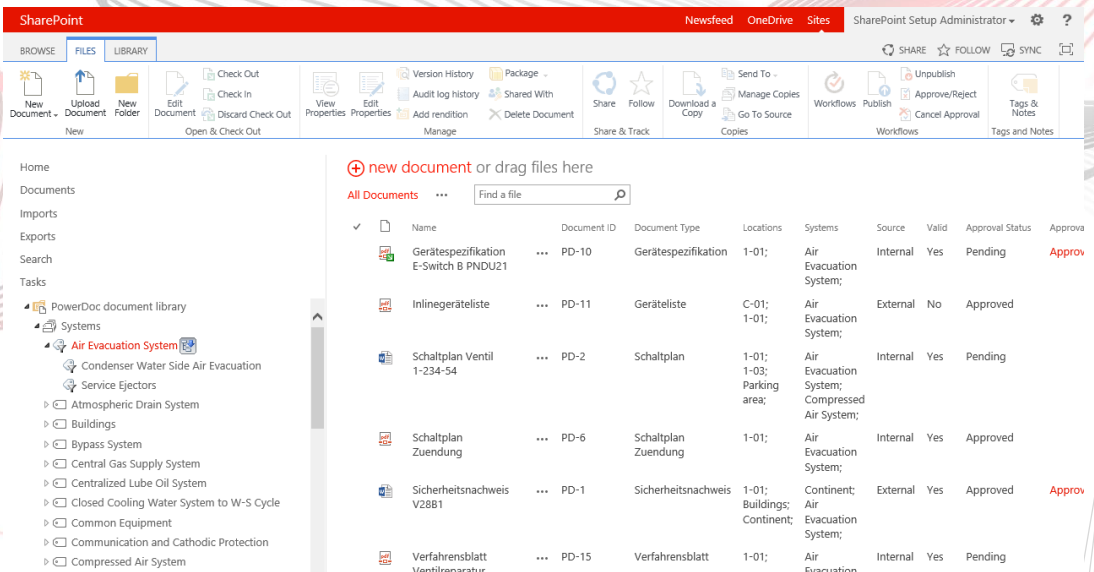 SharePoint
Newsfeed OneDrive Sites SharePoint Setup Administrator ?
BROWSE FILES LIBRARY
SHARE FOLLOW SYNC
New Document
Upload Document
New Folder
New
Edit Document
Check Out
Check In
Discard Check Out
Open & Check Out
View Properties
Edit Properties
Version History
Audit log history
Add rendition
Package
Shared With
Delete Document
Manage
Share
Follow
Share & Track
Download a Copy
Send To
Manage Copies
Go To Source
Copies
Workflows
Publish
Unpublish
Approve/Reject
Cancel Approval
Workflows
Tags & Notes
Tags and Notes
Home
Documents
Imports
Exports
Search
Tasks
PowerDoc document library
Systems
Air Evacuation System
Condenser Water Side Air Evacuation
Service Ejectors
Atmospheric Drain System
Buildings
Bypass System
Central Gas Supply System
Centralized Lube Oil System
Closed Cooling Water System to W-S Cycle
Common Equipment
Communication and Cathodic Protection
Compressed Air System
new document or drag files here
All Documents ••• Find a file
Name Document ID Document Type Locations Systems Source Valid Approval Status Approva
Gerätespezifikation ••• PD-10 Gerätespezifikation 1-01; Air Internal Yes Pending Approv
E-Switch B PNDU21 Evacuation
System;
Inlinegeräteliste ••• PD-11 Geräteliste C-01; Air External No Approved
1-01; Evacuation
System;
Schaltplan Ventil ••• PD-2 Schaltplan 1-01; Air Internal Yes Pending
1-234-54 1-03; Evacuation
Parking System;
area; Compressed
Air System;
Schaltplan ••• PD-6 Schaltplan 1-01; Air Internal Yes Approved
Zuendung Zuendung Evacuation
System;
Sicherheitsnachweis ••• PD-1 Sicherheitsnachweis 1-01; Continent; External Yes Approved Approv
V28B1 Buildings; Air
Continent; Evacuation
System;
Verfahrensblatt ••• PD-15 Verfahrensblatt 1-01; Air Internal Yes Pending
Ventilreparatur Evacuation